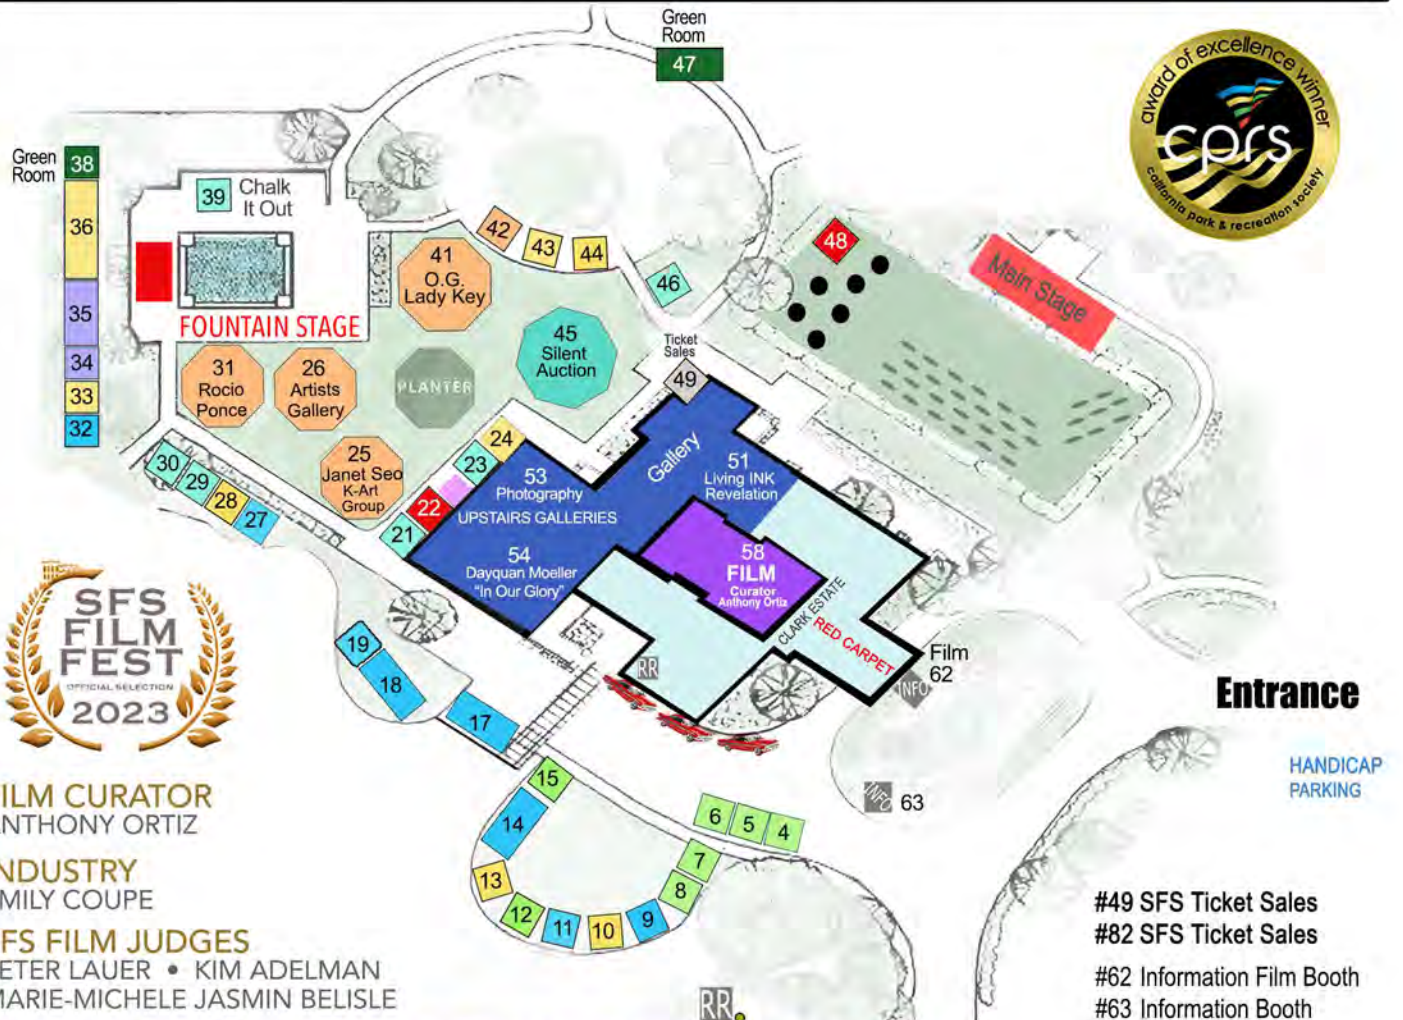 Green
Room
47
award of excellence winner
cprs
california park & recreation society
Green
Room
38
36
35
34
33
32
39
Chalk
It Out
FOUNTAIN STAGE
41
O.G.
Lady Key
42
43
44
46
48
Main Stage
45
Silent
Auction
31
Rocio
Ponce
26
Artists
Gallery
PLANTER
Ticket
Sales
49
25
Janet Seo
K-Art
Group
24
23
22
21
30
29
28
27
Gallery
51
Living INK
Revelation
53
Photography
UPSTAIRS GALLERIES
54
Dayquan Moeller
"In Our Glory"
58
FILM
Curator
Anthony Ortiz
CLARK ESTATE
RED CARPET
RR
Film
62
INFO
INFO
63
Entrance
HANDICAP
PARKING
19
18
17
15
14
13
12
11
10
9
8
7
6
5
4
RR
SFS
FILM
FEST
OFFICIAL SELECTION
2023
ILM CURATOR
NTHONY ORTIZ
NDUSTRY
MILY COUPE
FS FILM JUDGES
ETER LAUER • KIM ADELMAN
MARIE-MICHELE JASMIN BELISLE
#49 SFS Ticket Sales
#82 SFS Ticket Sales
#62 Information Film Booth
#63 Information Booth